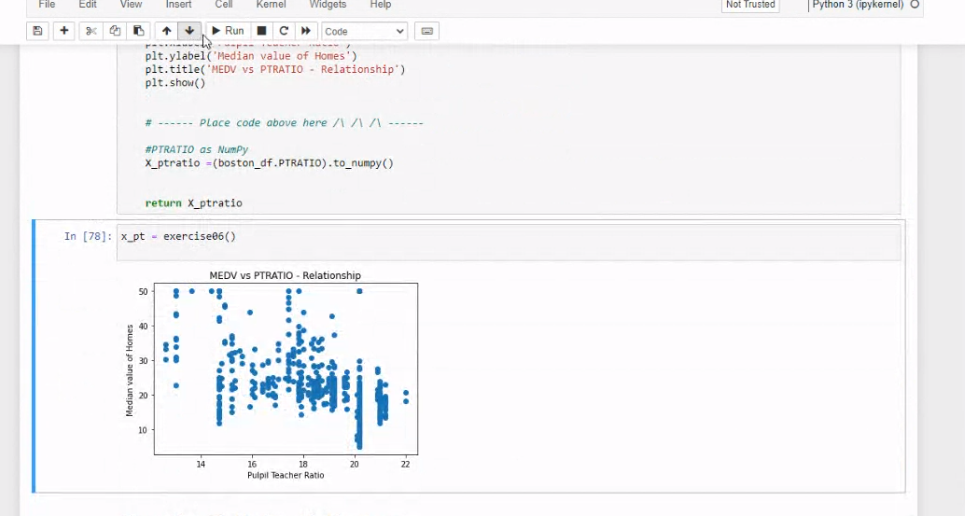 File Edit View Insert Cell Kernel Widgets Help Not Trusted Python 3 (ipykernel)
Run Code
plt.ylabel('Median value of Homes')
plt.title('MEDV vs PTRATIO - Relationship')
plt.show()
# ------ Place code above here /\ /\ /\ ------
#PTRATIO as NumPy
X_ptratio =(boston_df.PTRATIO).to_numpy()
return X_ptratio
In [78]: x_pt = exercise06()
MEDV vs PTRATIO - Relationship
50
40
30
20
10
Median value of Homes
14 16 18 20 22
Pulpil Teacher Ratio